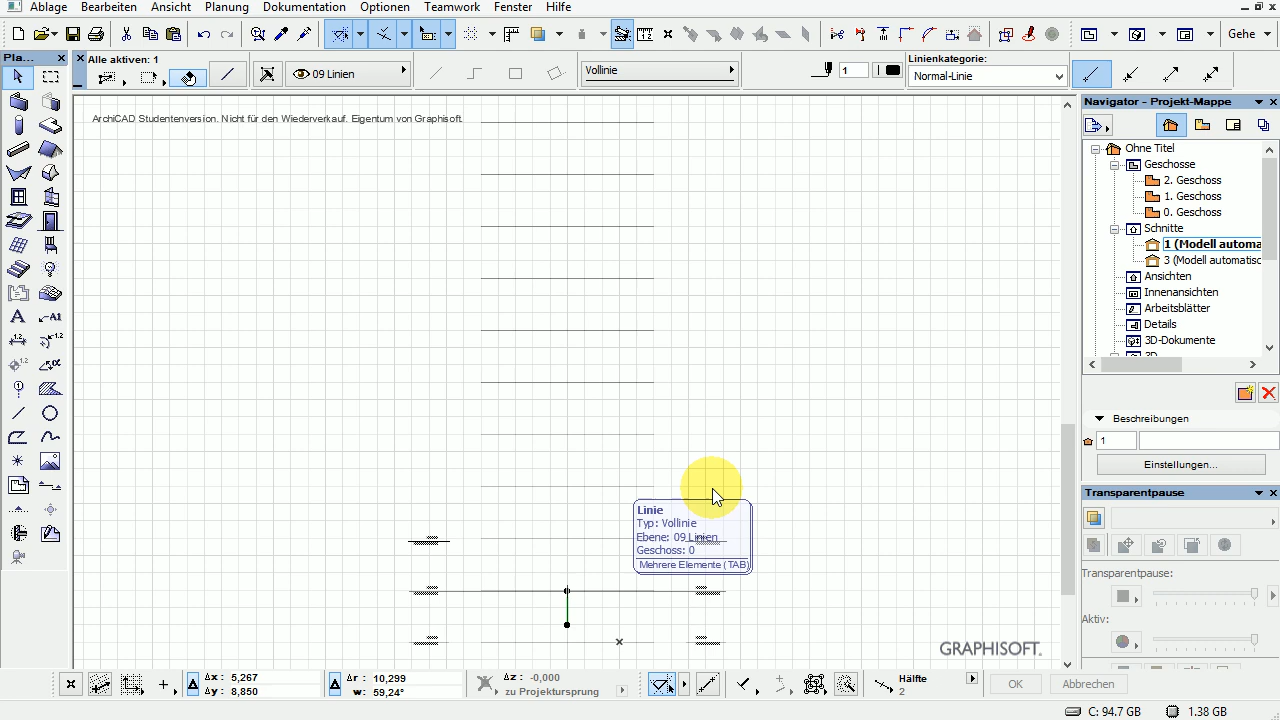 Ablage Bearbeiten Ansicht Planung Dokumentation Optionen Teamwork Fenster Hilfe
Gehe
Pla...
Alle aktiven: 1
09 Linien
Vollinie
1
Linienkategorie:
Normal-Linie
Navigator - Projekt-Mappe
ArchiCAD Studentenversion. Nicht für den Wiederverkauf. Eigentum von Graphisoft.
Ohne Titel
Geschosse
2. Geschoss
1. Geschoss
0. Geschoss
Schnitte
1 (Modell automa
3 (Modell automatisc
Ansichten
Innenansichten
Arbeitsblätter
Details
3D-Dokumente
Beschreibungen
1
Einstellungen...
Transparentpause
Transparentpause:
Aktiv:
Linie
Typ: Vollinie
Ebene: 09 Linien
Geschoss: 0
Mehrere Elemente (TAB)
GRAPHISOFT.
A
A1
1.2
1.2
Δx: 5,267
Δy: 8,850
Δr: 10,299
w: 59,24°
Δz: -0,000
zu Projektursprung
Hälfte
2
OK
Abbrechen
C: 94.7 GB
1.38 GB